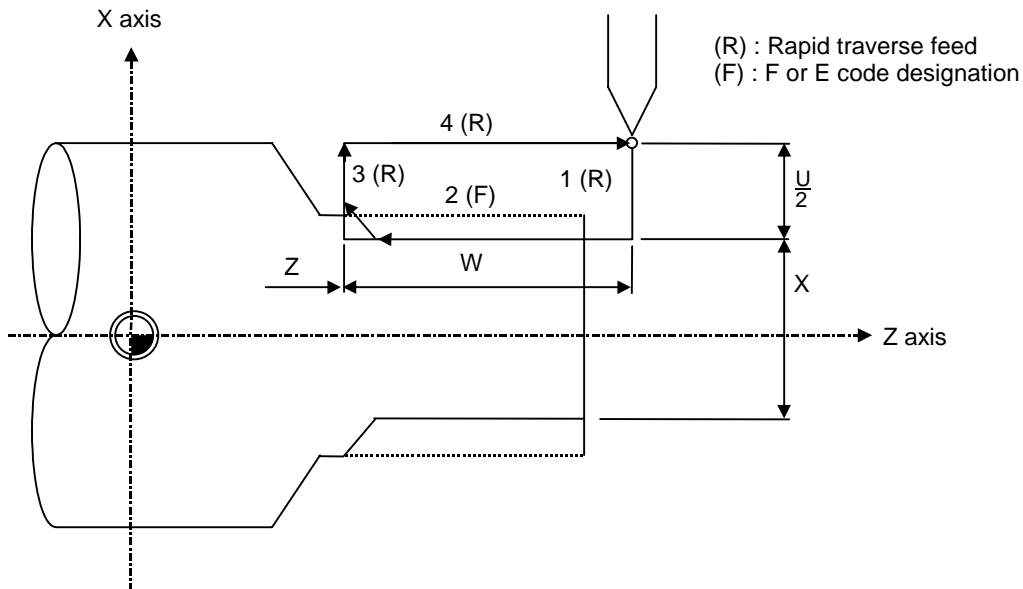 X axis
(R) : Rapid traverse feed
(F) : F or E code designation
4 (R)
3 (R)
1 (R)
2 (F)
U
2
Z
W
X
Z axis